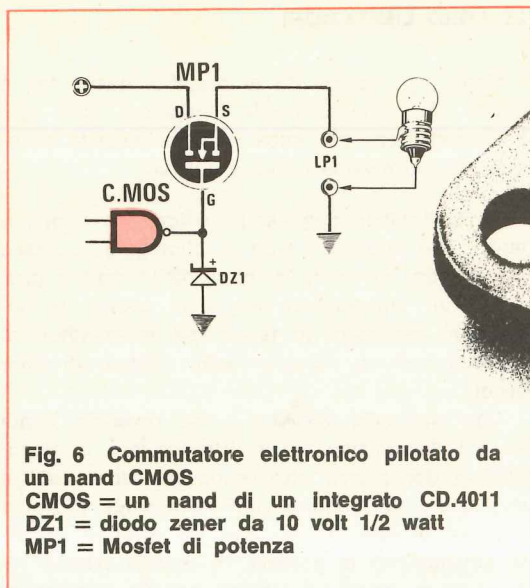 MP1
D S
LP1
C.MOS
G
+
DZ1
Fig. 6 Commutatore elettronico pilotato da
un nand CMOS
CMOS = un nand di un integrato CD.4011
DZ1 = diodo zener da 10 volt 1/2 watt
MP1 = Mosfet di potenza